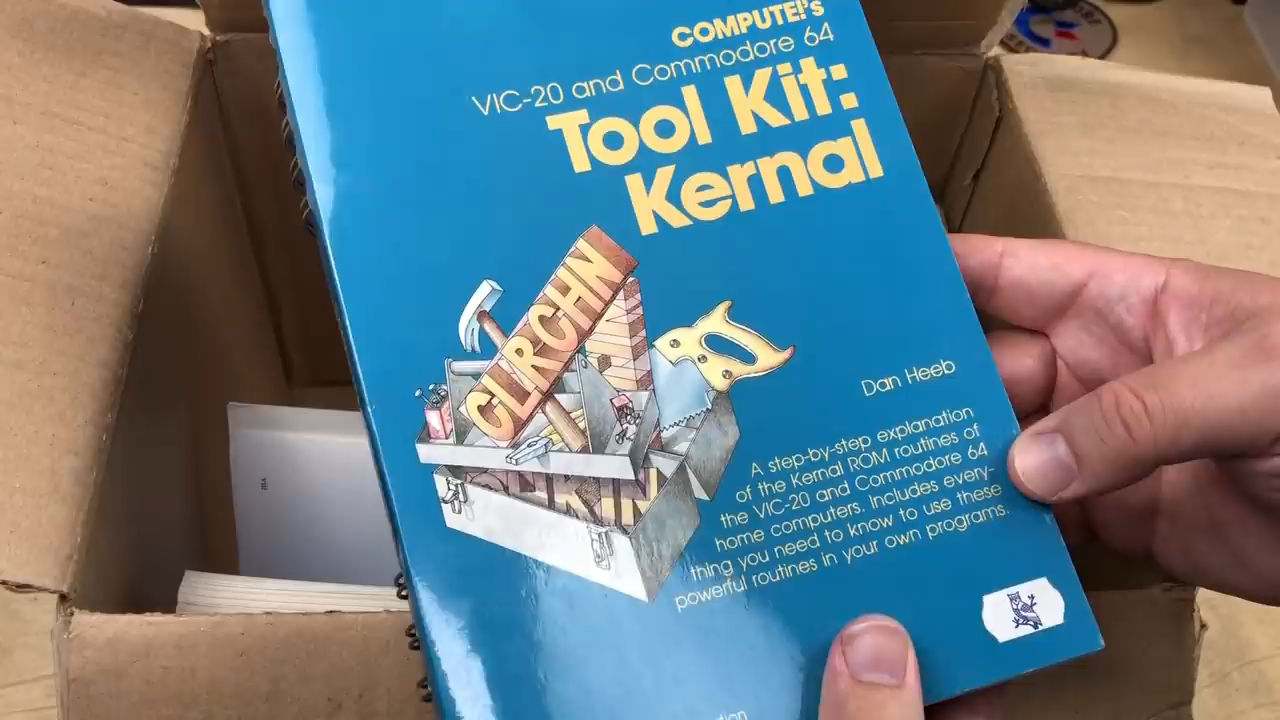 COMPUTE!'s
VIC-20 and Commodore 64
Tool Kit:
Kernal
CLRCHN
Dan Heeb
A step-by-step explanation
of the Kernal ROM routines of
the VIC-20 and Commodore 64
home computers. Includes every-
thing you need to know to use these
powerful routines in your own programs.